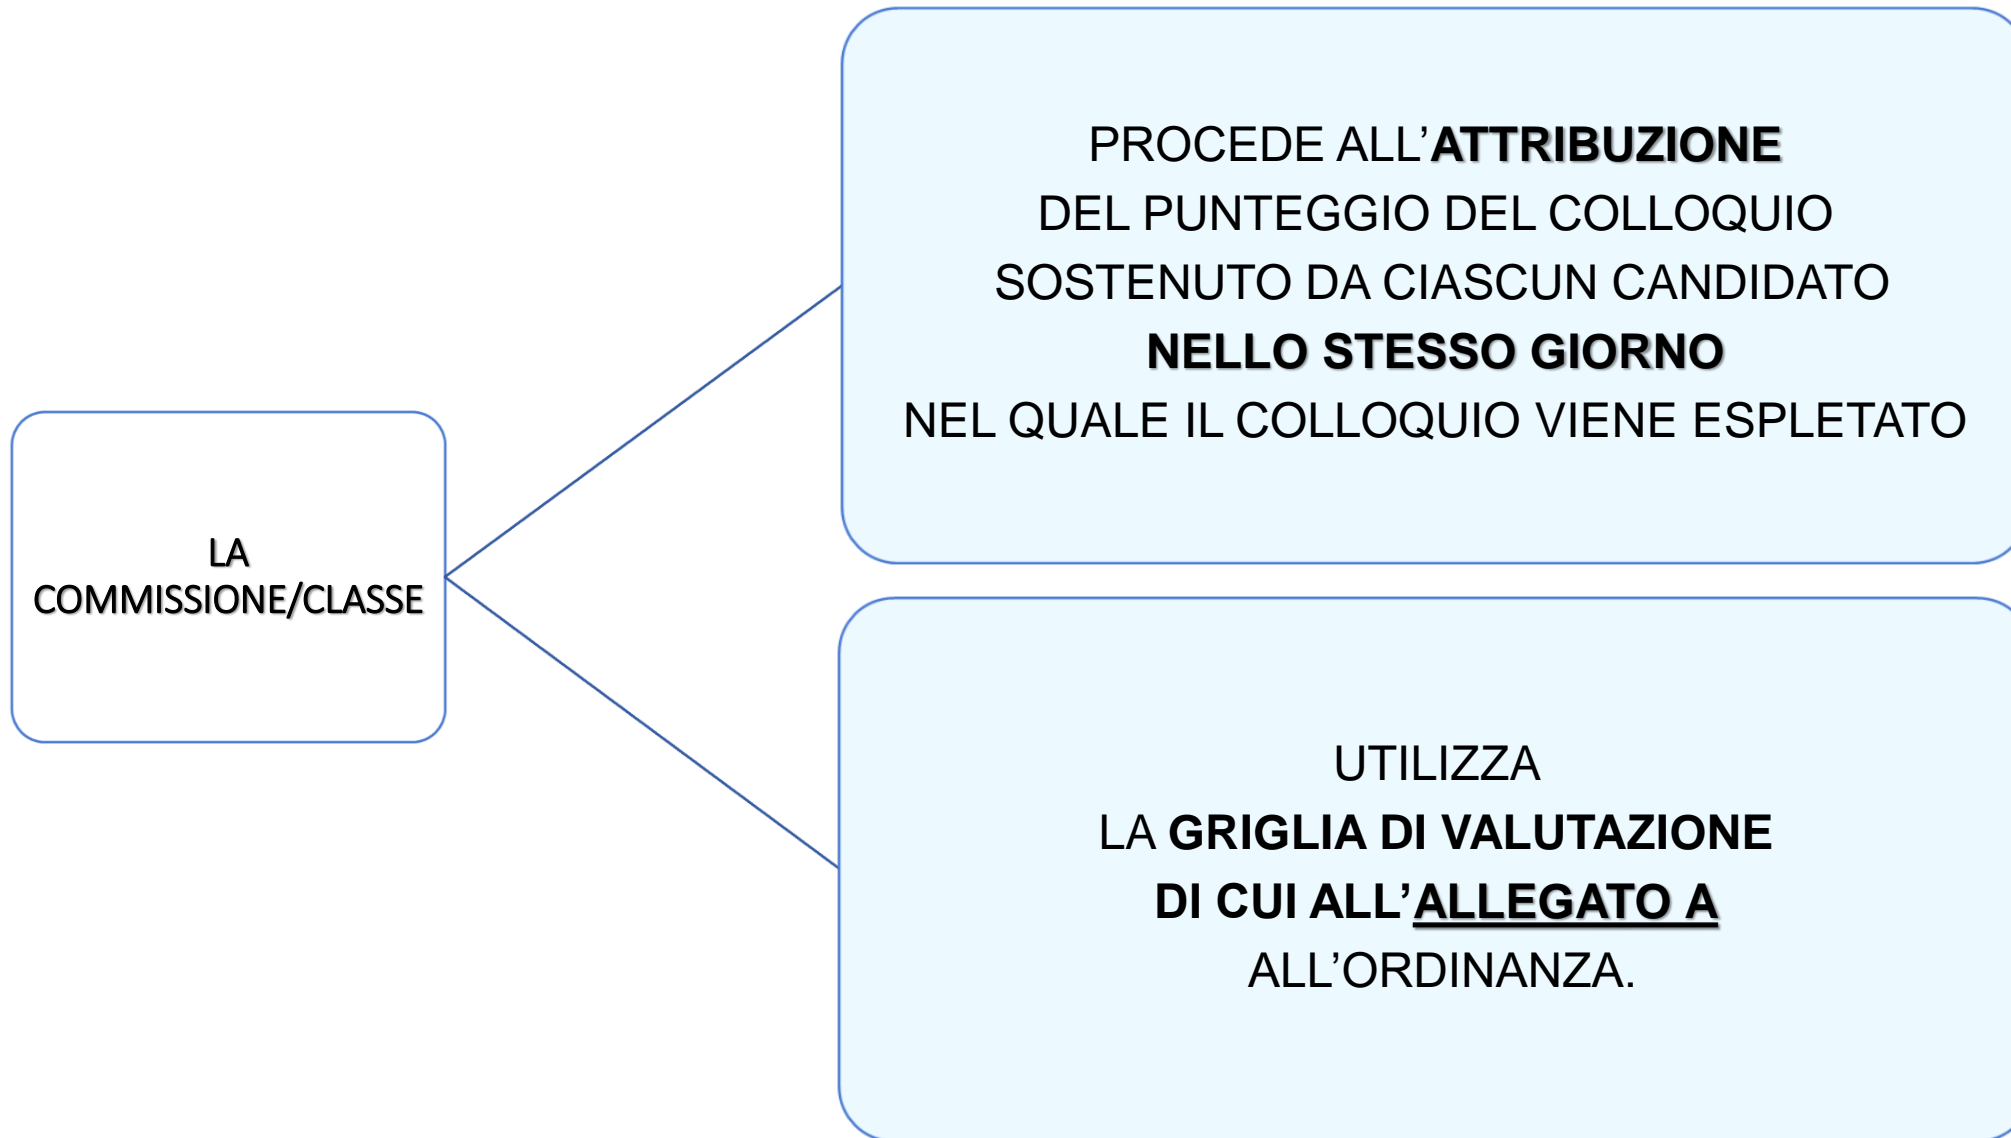 LA
COMMISSIONE/CLASSE
PROCEDE ALL’ATTRIBUZIONE
DEL PUNTEGGIO DEL COLLOQUIO
SOSTENUTO DA CIASCUN CANDIDATO
NELLO STESSO GIORNO
NEL QUALE IL COLLOQUIO VIENE ESPLETATO
UTILIZZA
LA GRIGLIA DI VALUTAZIONE
DI CUI ALL’ALLEGATO A
ALL’ORDINANZA.